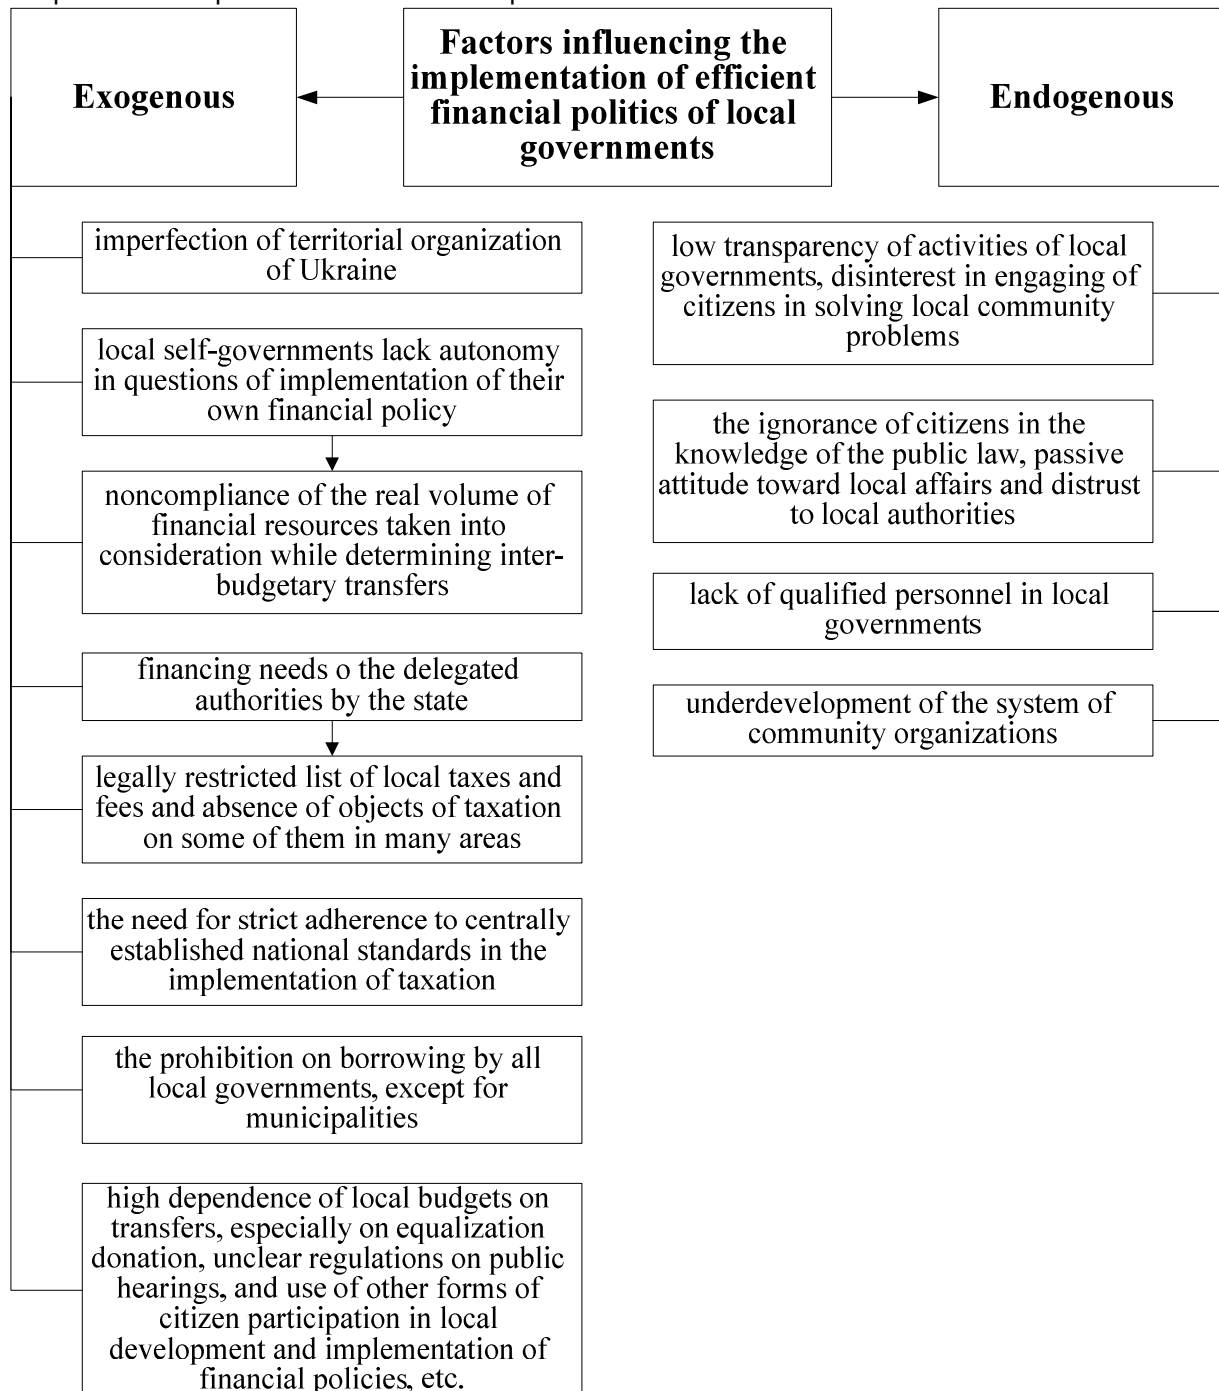 Exogenous
Factors influencing the
implementation of efficient
financial politics of local
governments
Endogenous
imperfection of territorial organization
of Ukraine
local self-governments lack autonomy
in questions of implementation of their
own financial policy
noncompliance of the real volume of
financial resources taken into
consideration while determining inter-
budgetary transfers
financing needs o the delegated
authorities by the state
legally restricted list of local taxes and
fees and absence of objects of taxation
on some of them in many areas
the need for strict adherence to centrally
established national standards in the
implementation of taxation
the prohibition on borrowing by all
local governments, except for
municipalities
high dependence of local budgets on
transfers, especially on equalization
donation, unclear regulations on public
hearings, and use of other forms of
citizen participation in local
development and implementation of
financial policies, etc.
low transparency of activities of local
governments, disinterest in engaging of
citizens in solving local community
problems
the ignorance of citizens in the
knowledge of the public law, passive
attitude toward local affairs and distrust
to local authorities
lack of qualified personnel in local
governments
underdevelopment of the system of
community organizations